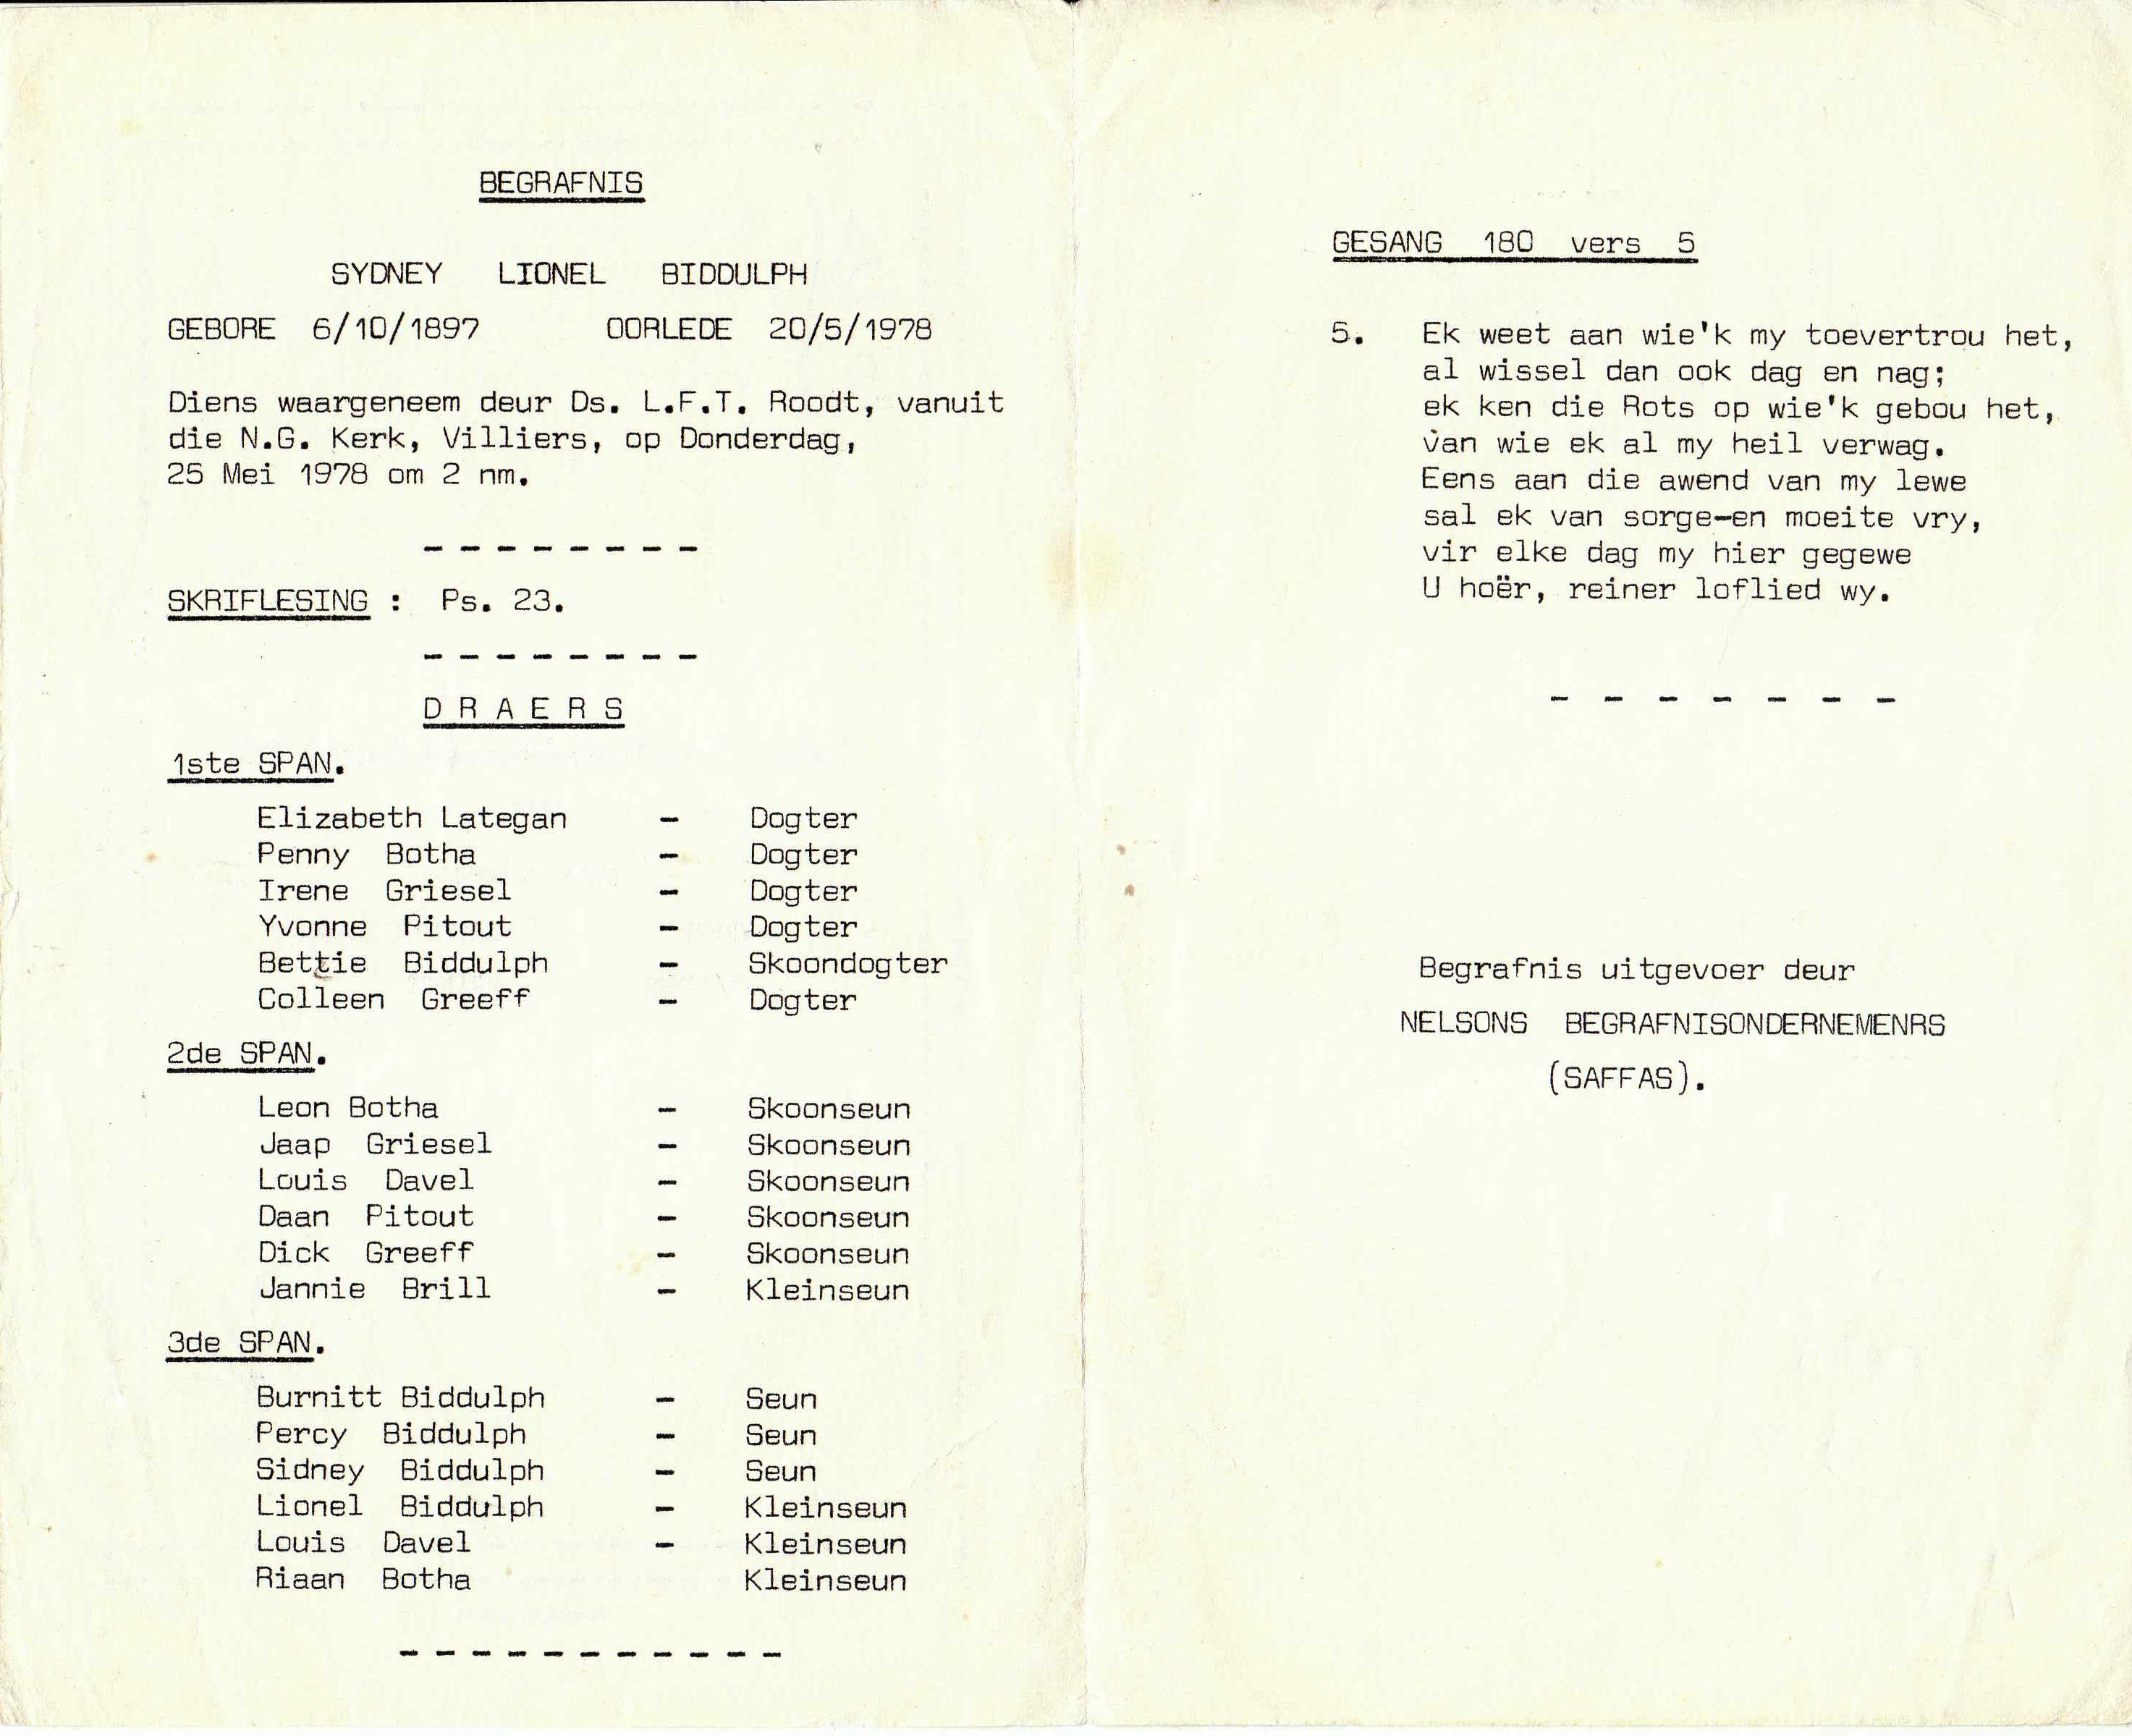 BEGRAFNIS
SYDNEY LIONEL BIDDULPH
GEBORE 6/10/1897 OORLEDE 20/5/1978
Diens waargeneem deur Ds. L.F.T. Roodt, vanuit
die N.G. Kerk, Villiers, op Donderdag,
25 Mei 1978 om 2 nm.
- - - - - - - -
SKRIFLESING : Ps. 23.
- - - - - - - -
D R A E R S
1ste SPAN.
Elizabeth Lategan - Dogter
Penny Botha - Dogter
Irene Griesel - Dogter
Yvonne Pitout - Dogter
Bettie Biddulph - Skoondogter
Colleen Greeff - Dogter
2de SPAN.
Leon Botha - Skoonseun
Jaap Griesel - Skoonseun
Louis Davel - Skoonseun
Daan Pitout - Skoonseun
Dick Greeff - Skoonseun
Jannie Brill - Kleinseun
3de SPAN.
Burnitt Biddulph - Seun
Percy Biddulph - Seun
Sidney Biddulph - Seun
Lionel Biddulph - Kleinseun
Louis Davel - Kleinseun
Riaan Botha Kleinseun
- - - - - - - - - - -
GESANG 180 vers 5
5. Ek weet aan wie'k my toevertrou het,
al wissel dan ook dag en nag;
ek ken die Rots op wie'k gebou het,
van wie ek al my heil verwag.
Eens aan die awend van my lewe
sal ek van sorge-en moeite vry,
vir elke dag my hier gegewe
U hoër, reiner loflied wy.
- - - - - - -
Begrafnis uitgevoer deur
NELSONS BEGRAFNISONDERNEMENRS
(SAFFAS).